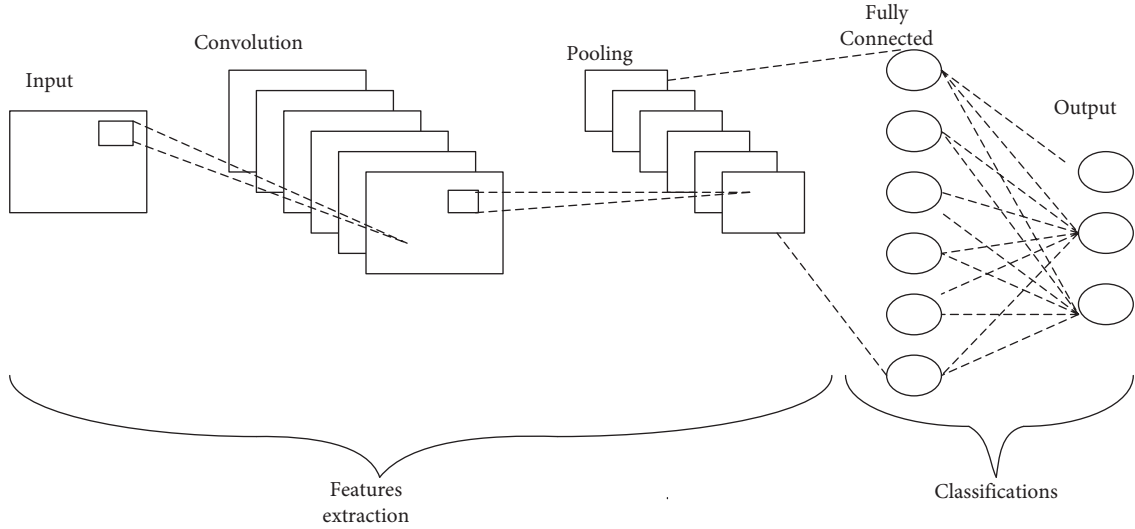 Input
Convolution
Pooling
Fully
Connected
Output
Features
extraction
Classifications